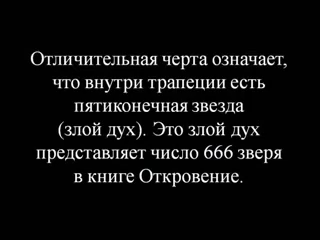 Отличительная черта означает,
что внутри трапеции есть
пятиконечная звезда
(злой дух). Это злой дух
представляет число 666 зверя
в книге Откровение.